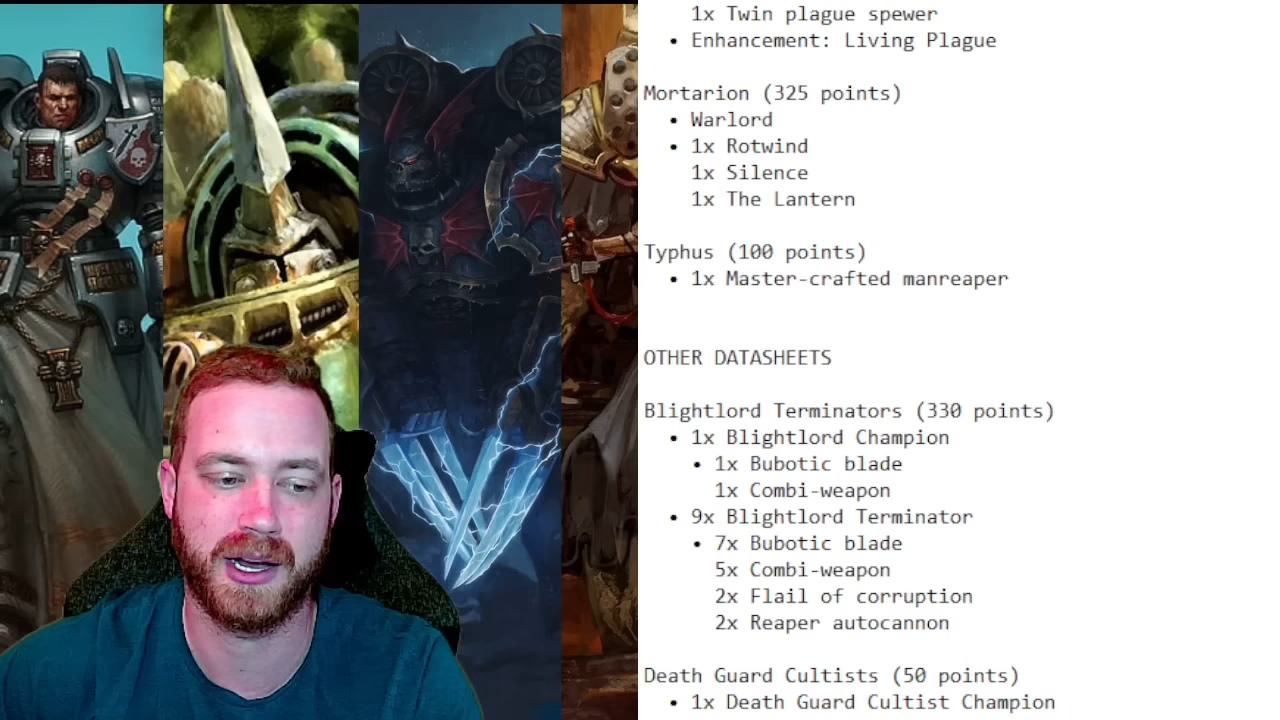 1x Twin plague spewer
• Enhancement: Living Plague
Mortarion (325 points)
• Warlord
• 1x Rotwind
1x Silence
1x The Lantern
Typhus (100 points)
• 1x Master-crafted manreaper
OTHER DATASHEETS
Blightlord Terminators (330 points)
• 1x Blightlord Champion
• 1x Bubotic blade
1x Combi-weapon
• 9x Blightlord Terminator
• 7x Bubotic blade
5x Combi-weapon
2x Flail of corruption
2x Reaper autocannon
Death Guard Cultists (50 points)
• 1x Death Guard Cultist Champion